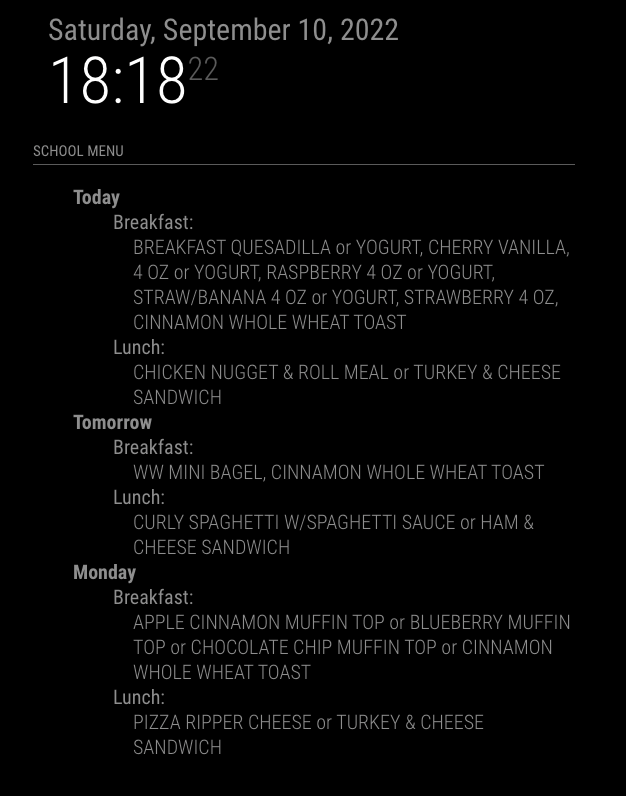 Saturday, September 10, 2022
18:18 22
SCHOOL MENU
Today
Breakfast:
BREAKFAST QUESADILLA or YOGURT, CHERRY VANILLA,
4 OZ or YOGURT, RASPBERRY 4 OZ or YOGURT,
STRAW/BANANA 4 OZ or YOGURT, STRAWBERRY 4 OZ,
CINNAMON WHOLE WHEAT TOAST
Lunch:
CHICKEN NUGGET & ROLL MEAL or TURKEY & CHEESE
SANDWICH
Tomorrow
Breakfast:
WW MINI BAGEL, CINNAMON WHOLE WHEAT TOAST
Lunch:
CURLY SPAGHETTI W/SPAGHETTI SAUCE or HAM &
CHEESE SANDWICH
Monday
Breakfast:
APPLE CINNAMON MUFFIN TOP or BLUEBERRY MUFFIN
TOP or CHOCOLATE CHIP MUFFIN TOP or CINNAMON
WHOLE WHEAT TOAST
Lunch:
PIZZA RIPPER CHEESE or TURKEY & CHEESE
SANDWICH